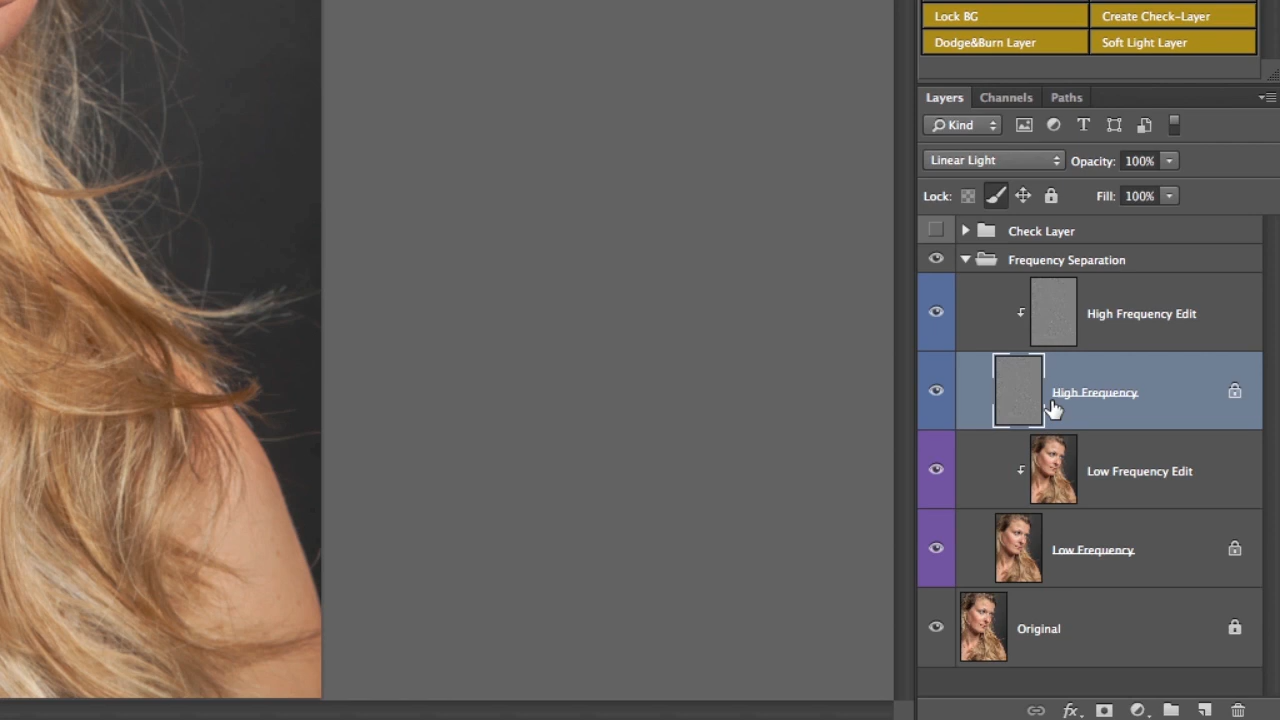 Lock BG Create Check-Layer
Dodge&Burn Layer Soft Light Layer
Layers Channels Paths
Kind
Linear Light Opacity: 100%
Lock: Fill: 100%
Check Layer
Frequency Separation
High Frequency Edit
High Frequency
Low Frequency Edit
Low Frequency
Original
fx